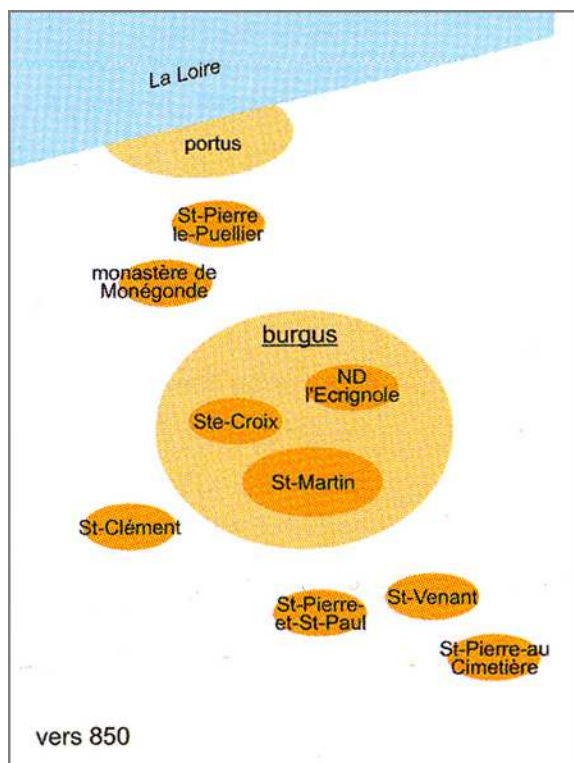 La Loire
portus
St-Pierre
le-Puellier
monastère de
Monégonde
burgus
ND
l'Ecrignole
Ste-Croix
St-Martin
St-Clément
St-Pierre-
et-St-Paul
St-Venant
St-Pierre-au
Cimetière
vers 850